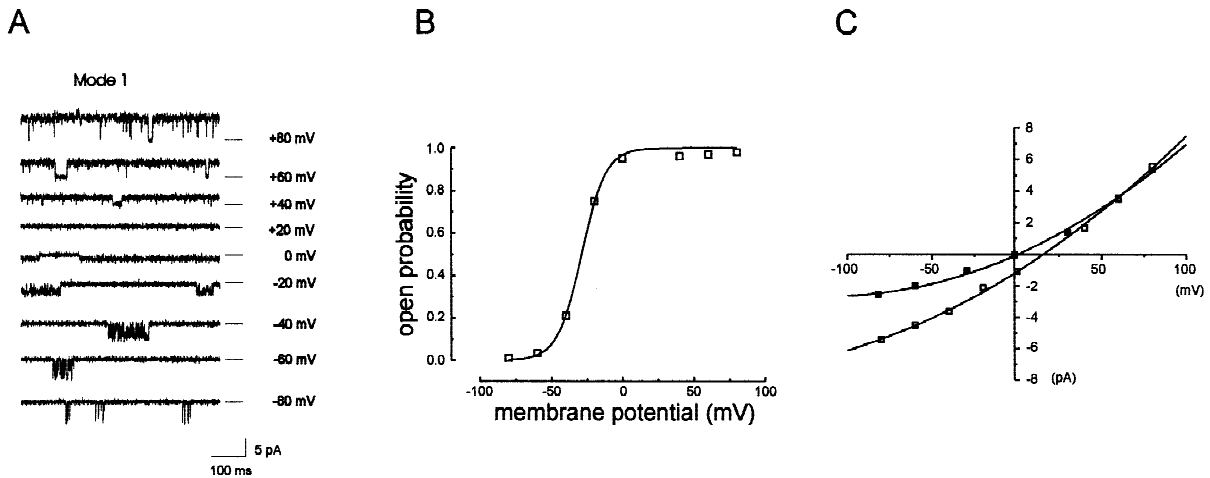 A
B
C
Mode 1
+80 mV
+60 mV
+40 mV
+20 mV
0 mV
-20 mV
-40 mV
-60 mV
-80 mV
5 pA
100 ms
open probability
1.0
0.8
0.6
0.4
0.2
0.0
-100
-50
0
50
100
membrane potential (mV)
8
6
4
2
-2
-4
-6
-8
(pA)
-100
-50
50
100
(mV)